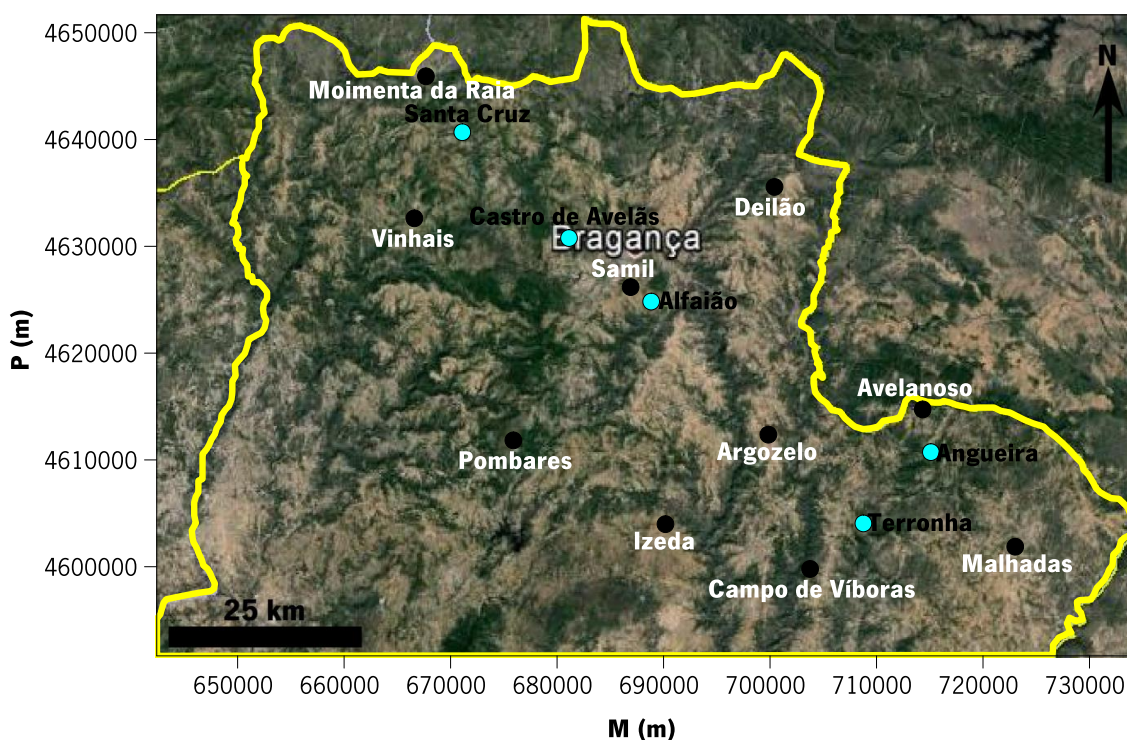 4650000
4640000
4630000
4620000
4610000
4600000
P (m)
N
Moimenta da Raia
Santa Cruz
Deilão
Castro de Avelãs
Vinhais
Bragança
Samil
Alfaião
Avelanoso
Argozelo
Angueira
Pombares
Terronha
Izeda
Malhadas
Campo de Víboras
25 km
650000 660000 670000 680000 690000 700000 710000 720000 730000
M (m)